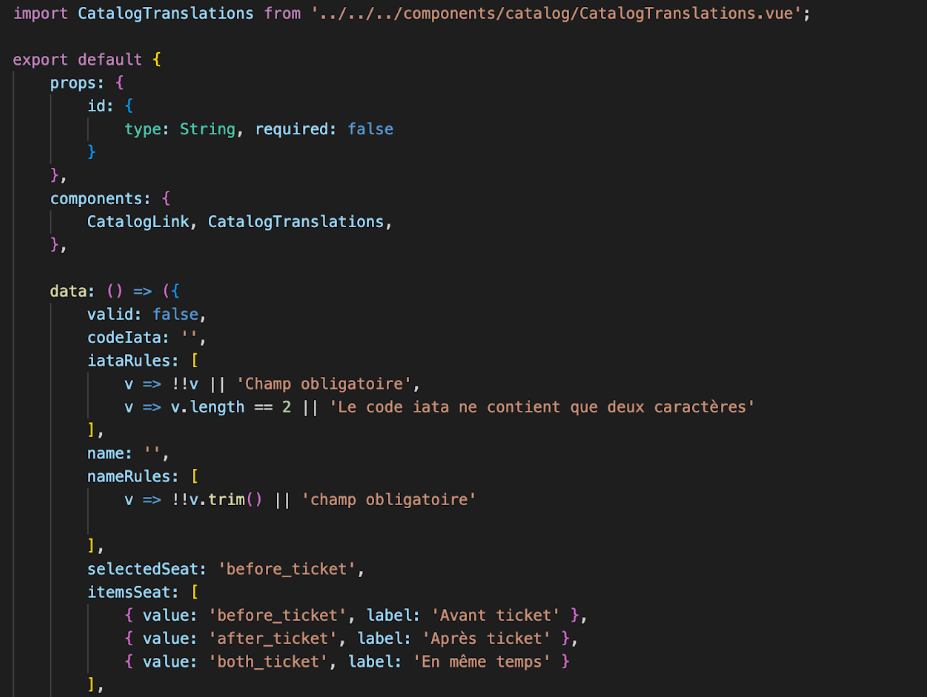 import CatalogTranslations from '../../../components/catalog/CatalogTranslations.vue';
export default {
props: {
id: {
type: String, required: false
}
},
components: {
CatalogLink, CatalogTranslations,
},
data: () => ({
valid: false,
codeIata: '',
iataRules: [
v => !!v || 'Champ obligatoire',
v => v.length == 2 || 'Le code iata ne contient que deux caractères'
],
name: '',
nameRules: [
v => !!v.trim() || 'champ obligatoire'
],
selectedSeat: 'before_ticket',
itemsSeat: [
{ value: 'before_ticket', label: 'Avant ticket' },
{ value: 'after_ticket', label: 'Après ticket' },
{ value: 'both_ticket', label: 'En même temps' }
],